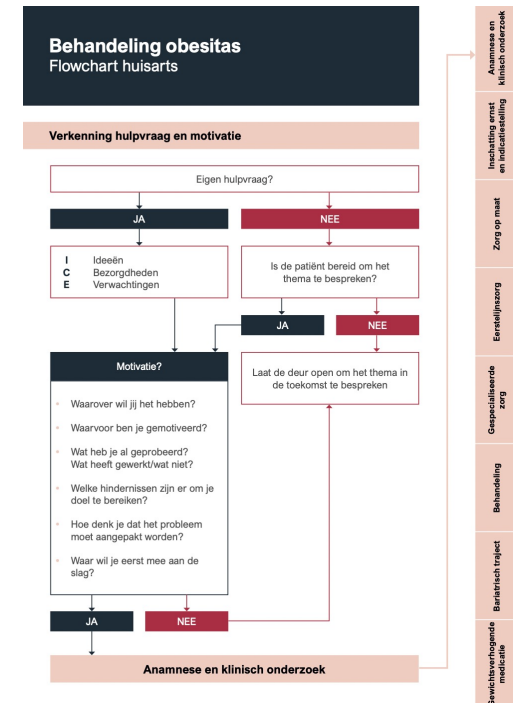 Behandeling obesitas
Flowchart huisarts
Verkenning hulpvraag en motivatie
Eigen hulpvraag?
JA
NEE
I Ideeën
C Bezorgdheden
E Verwachtingen
Is de patiënt bereid om het
thema te bespreken?
JA
NEE
Motivatie?
Laat de deur open om het thema in
de toekomst te bespreken
Waarover wil jij het hebben?
Waarvoor ben je gemotiveerd?
Wat heb je al geprobeerd?
Wat heeft gewerkt/wat niet?
Welke hindernissen zijn er om je
doel te bereiken?
Hoe denk je dat het probleem
moet aangepakt worden?
Waar wil je eerst mee aan de
slag?
JA
NEE
Anamnese en klinisch onderzoek
Anamnese en
klinisch onderzoek
Inschatting ernst
en indicatiestelling
Zorg op maat
Eerstelijnszorg
Gespecialiseerde
zorg
Behandeling
Bariatrisch traject
Gewichtsverhogende
medicatie